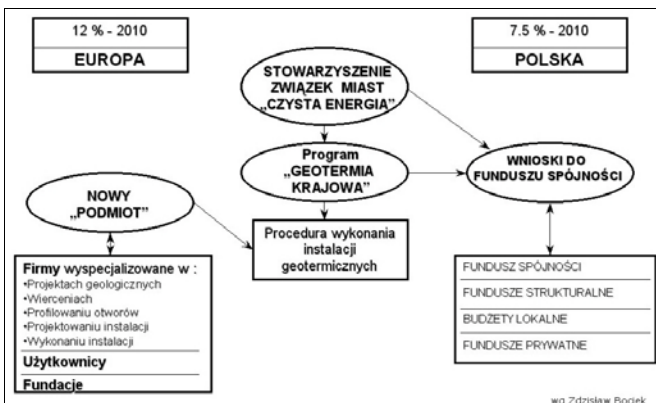 12 % - 2010
EUROPA
7.5 % - 2010
POLSKA
STOWARZYSZENIE
ZWIĄZEK MIAST
„CZYSTA ENERGIA”
Program
„GEOTERMIA
KRAJOWA”
WNIOSKI DO
FUNDUSZU SPÓJNOŚCI
NOWY
„PODMIOT”
Procedura wykonania
instalacji
geotermicznych
Firmy wyspecjalizowane w :
•Projektach geologicznych
•Wierceniach
•Profilowaniu otworów
•Projektowaniu instalacji
•Wykonaniu instalacji
Użytkownicy
Fundacje
FUNDUSZ SPÓJNOŚCI
FUNDUSZE STRUKTURALNE
BUDŻETY LOKALNE
FUNDUSZE PRYWATNE
wg Zdzisław Bociek